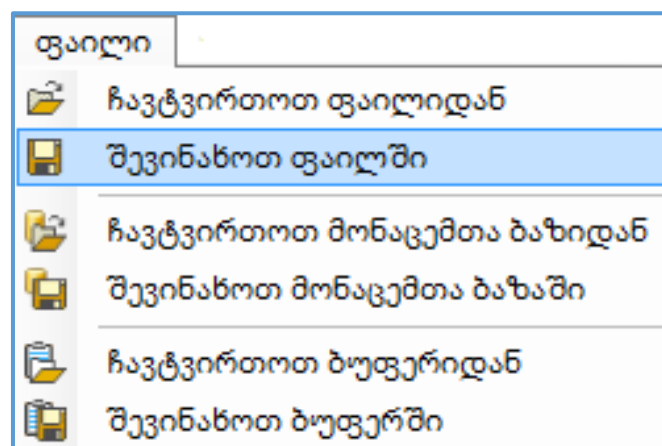 ფაილი
ჩავტვირთოთ ფაილიდან
შევინახოთ ფაილში
ჩავტვირთოთ მონაცემთა ბაზიდან
შევინახოთ მონაცემთა ბაზაში
ჩავტვირთოთ ბუფერიდან
შევინახოთ ბუფერში